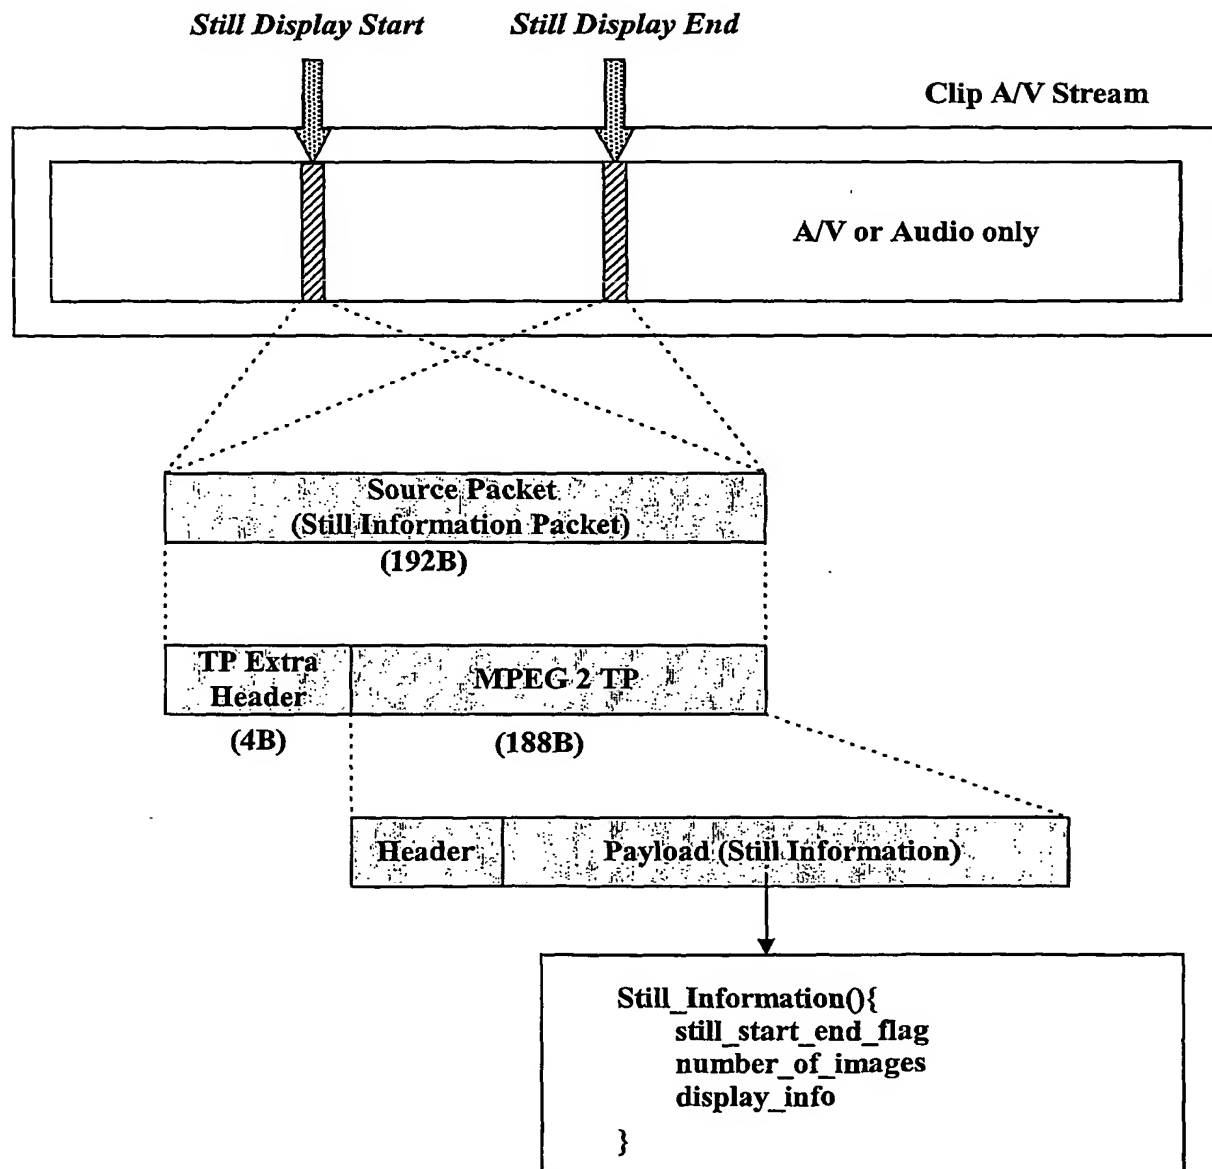 Still Display Start
Still Display End
Clip A/V Stream
A/V or Audio only
Source Packet
(Still Information Packet)
(192B)
TP Extra
Header
MPEG 2 TP
(4B)
(188B)
Header
Payload (Still Information)
Still_Information(){
still_start_end_flag
number_of_images
display_info
}